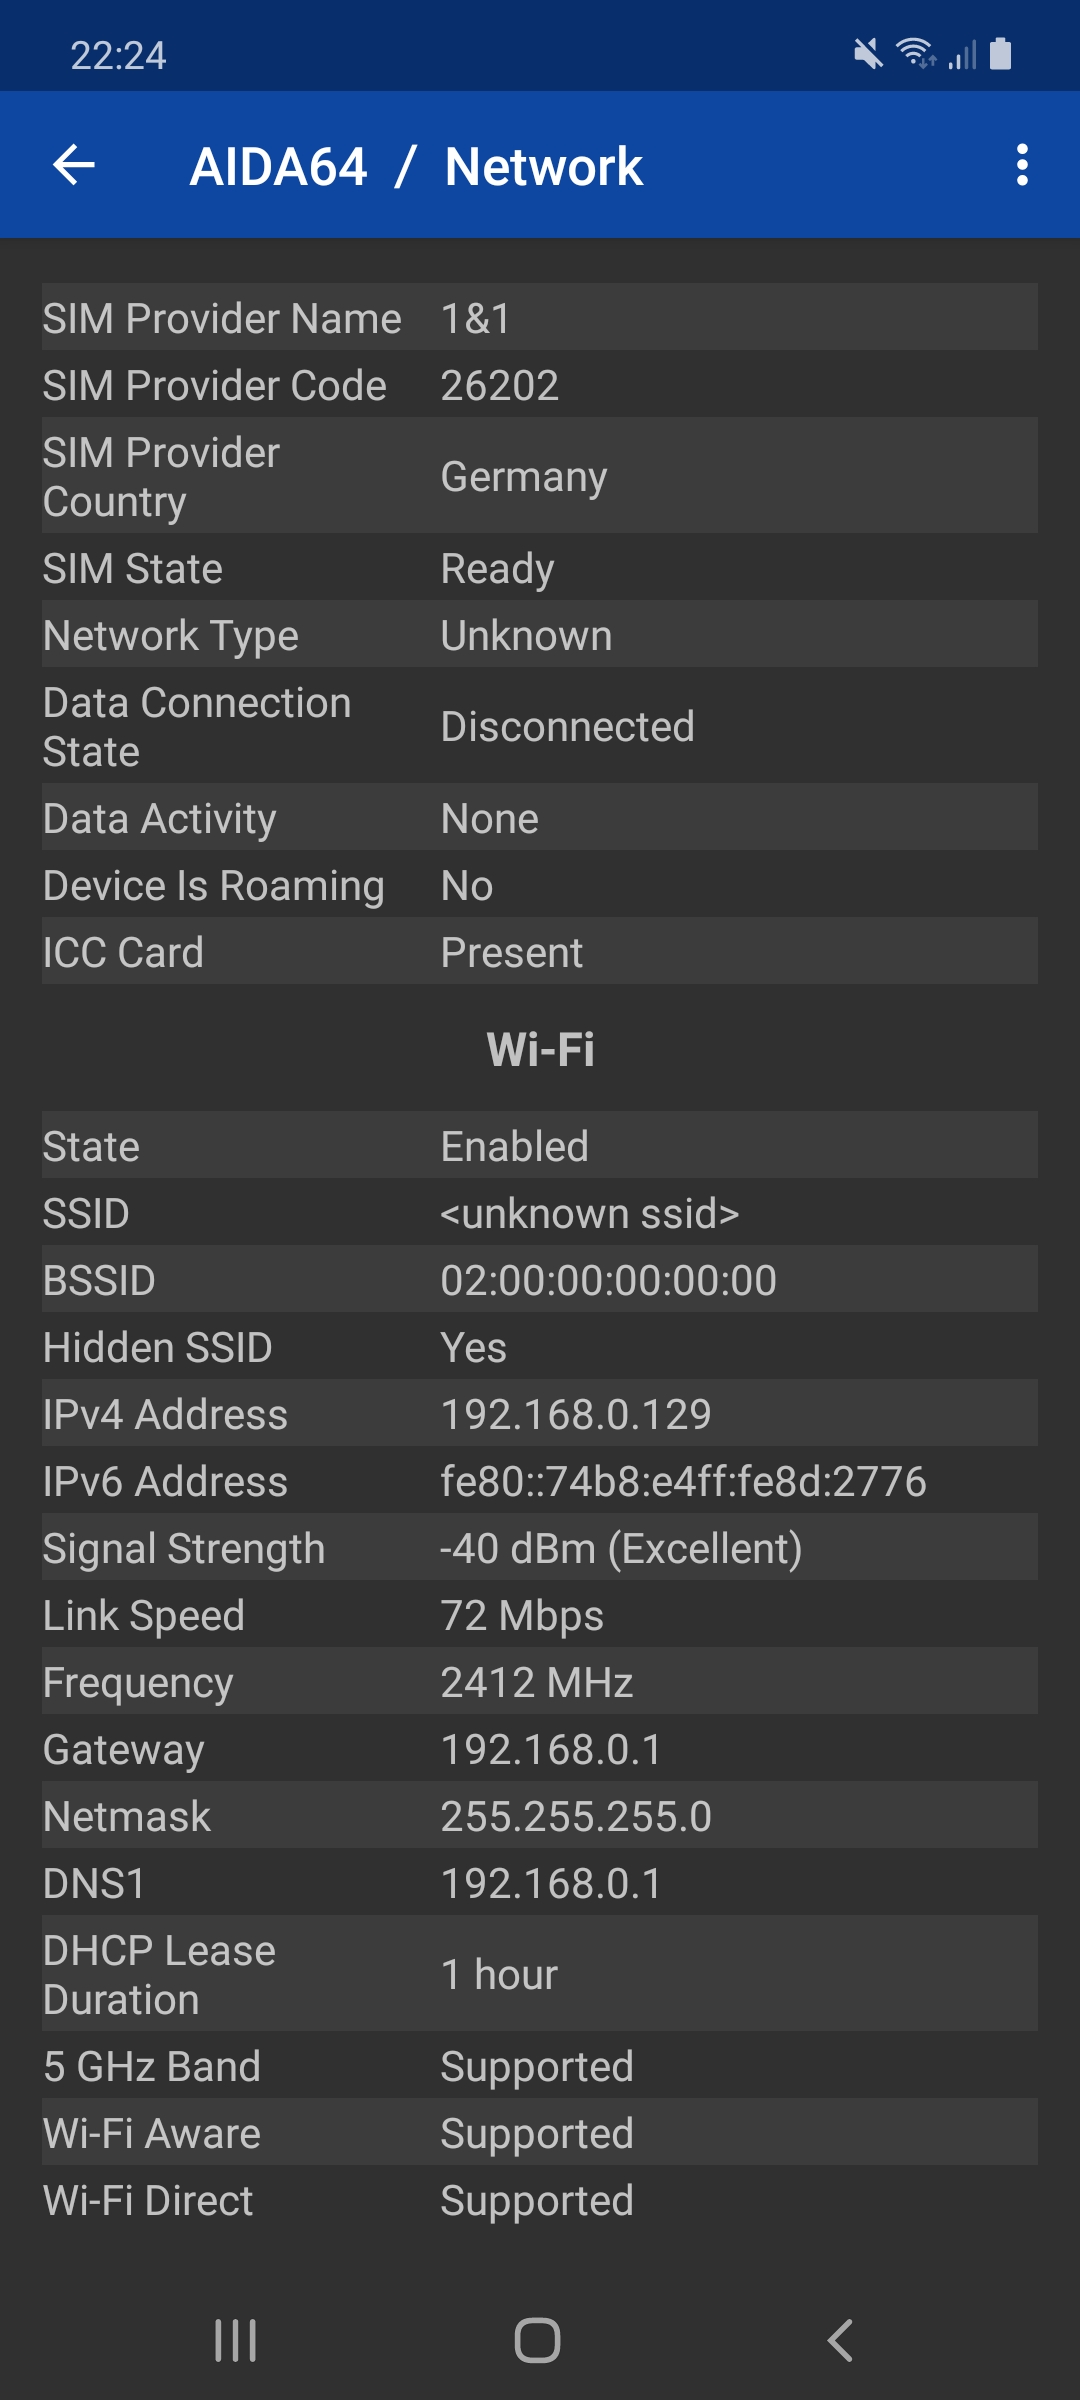 22:24
AIDA64 / Network
SIM Provider Name 1&1
SIM Provider Code 26202
SIM Provider Country Germany
SIM State Ready
Network Type Unknown
Data Connection State Disconnected
Data Activity None
Device Is Roaming No
ICC Card Present
Wi-Fi
State Enabled
SSID <unknown ssid>
BSSID 02:00:00:00:00:00
Hidden SSID Yes
IPv4 Address 192.168.0.129
IPv6 Address fe80::74b8:e4ff:fe8d:2776
Signal Strength -40 dBm (Excellent)
Link Speed 72 Mbps
Frequency 2412 MHz
Gateway 192.168.0.1
Netmask 255.255.255.0
DNS1 192.168.0.1
DHCP Lease Duration 1 hour
5 GHz Band Supported
Wi-Fi Aware Supported
Wi-Fi Direct Supported